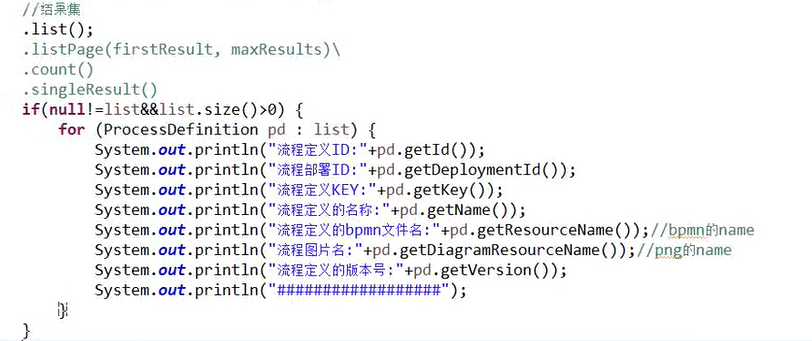 //结果集
.list();
.listPage(firstResult, maxResults)\
.count()
.singleResult()
if(null!=list&&list.size()>0) {
for (ProcessDefinition pd : list) {
System.out.println("流程定义ID:"+pd.getId());
System.out.println("流程部署ID:"+pd.getDeploymentId());
System.out.println("流程定义KEY:"+pd.getKey());
System.out.println("流程定义的名称:"+pd.getName());
System.out.println("流程定义的bpmn文件名:"+pd.getResourceName());//bpmn的name
System.out.println("流程图片名:"+pd.getDiagramResourceName());//png的name
System.out.println("流程定义的版本号:"+pd.getVersion());
System.out.println("##################");
}
}